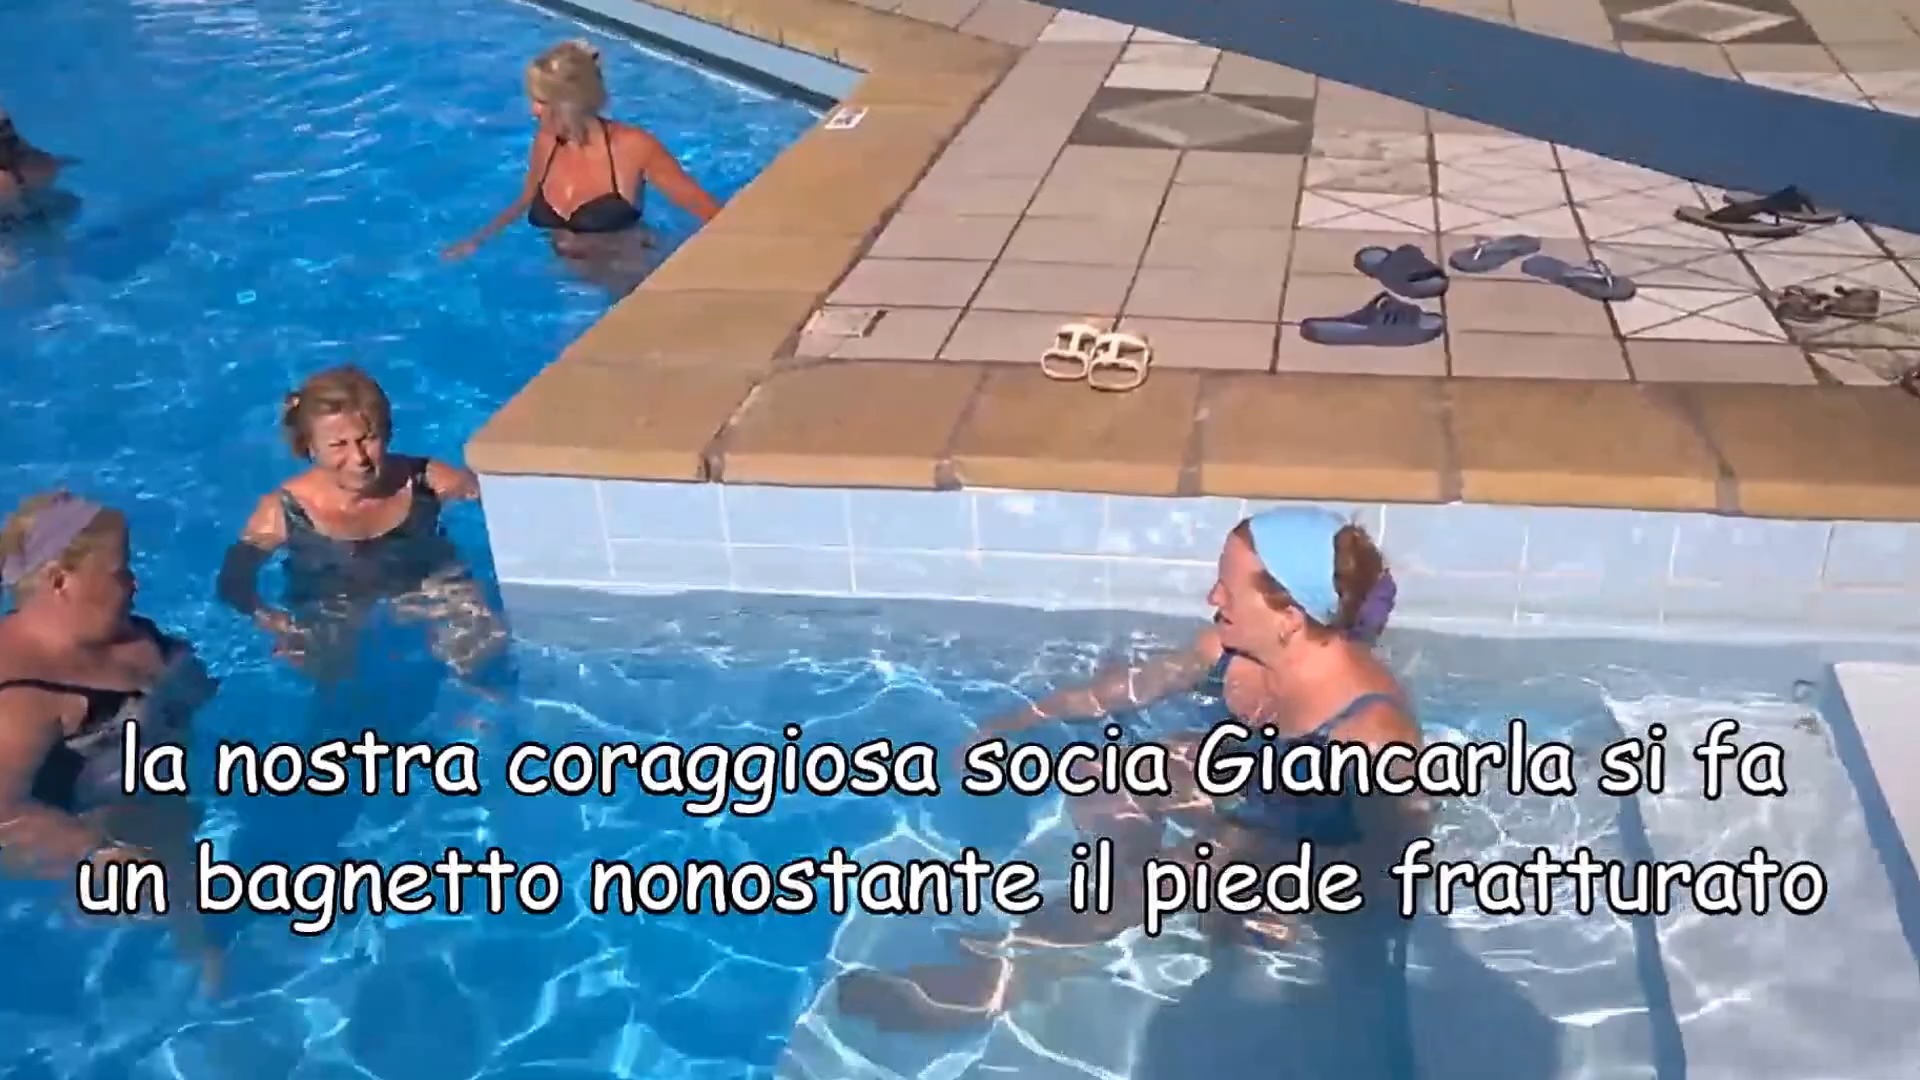 la nostra coraggiosa socia Giancarla si fa
un bagnetto nonostante il piede fratturato